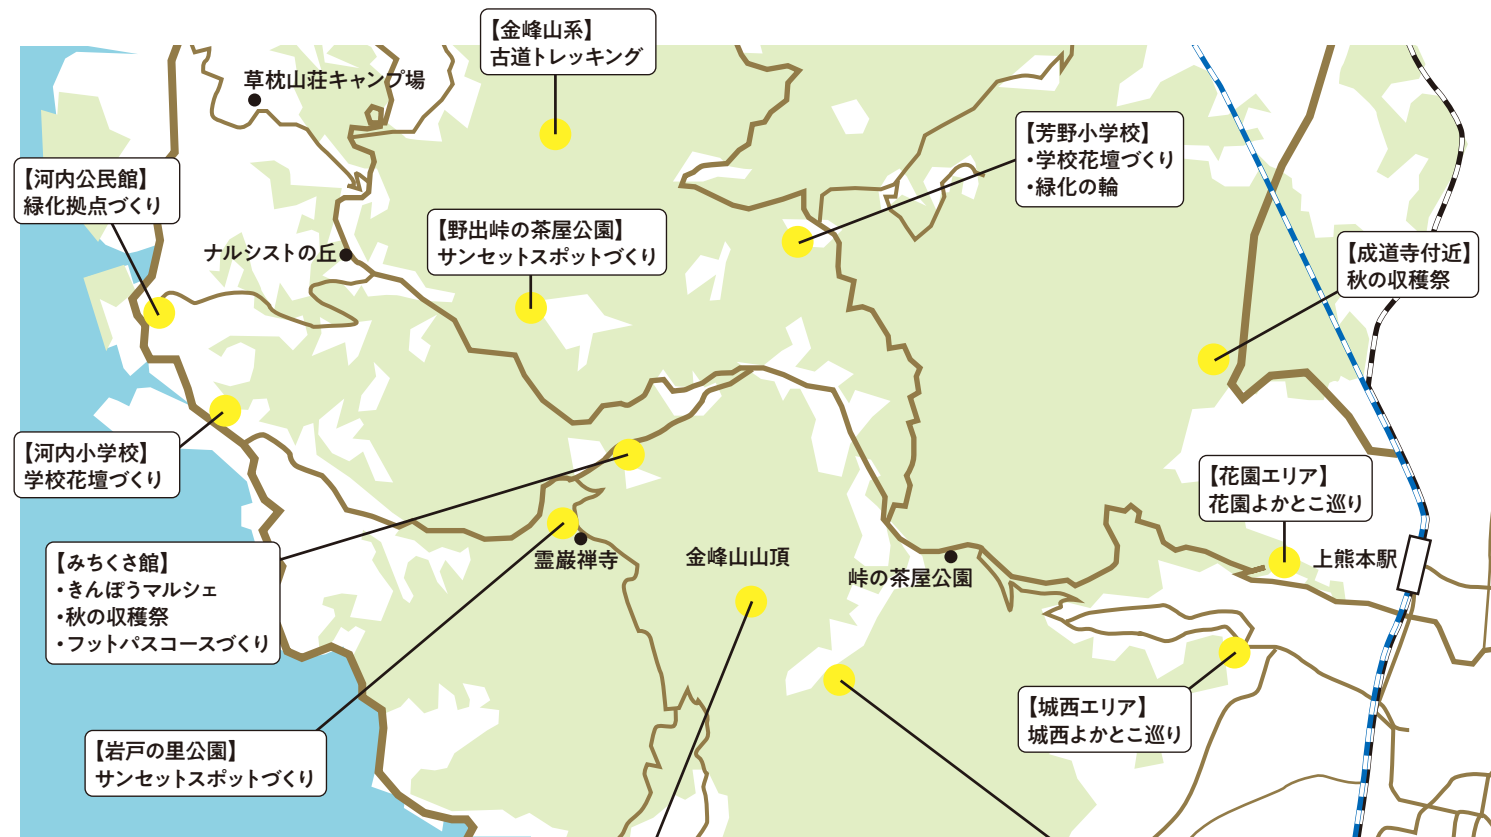 【金峰山系】
古道トレッキング
草枕山荘キャンプ場
【芳野小学校】
・学校花壇づくり
・緑化の輪
【河内公民館】
緑化拠点づくり
【野出峠の茶屋公園】
サンセットスポットづくり
ナルシストの丘
【成道寺付近】
秋の収穫祭
【河内小学校】
学校花壇づくり
【花園エリア】
花園よかとこ巡り
【みちくさ館】
・きんぽうマルシェ
・秋の収穫祭
・フットパスコースづくり
霊巌禅寺
金峰山山頂
峠の茶屋公園
上熊本駅
【城西エリア】
城西よかとこ巡り
【岩戸の里公園】
サンセットスポットづくり